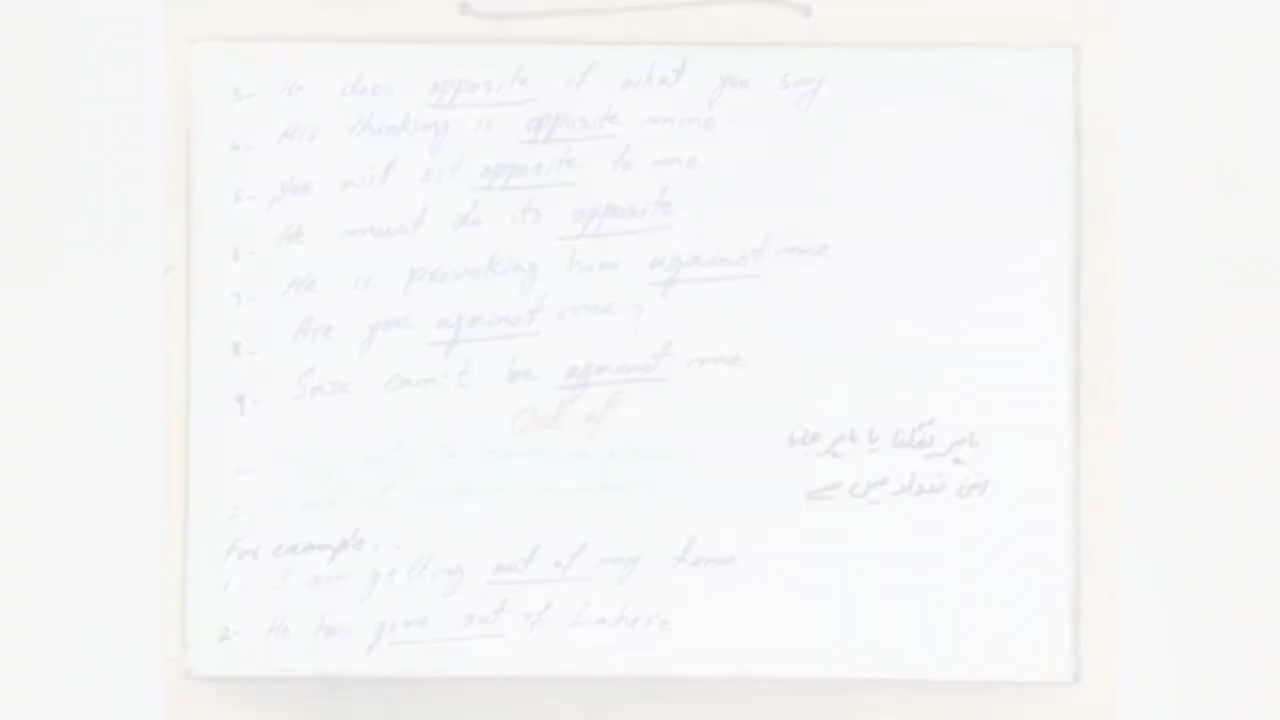 3- He does opposite of what you say
4- His thinking is opposite mine
5- You will sit opposite to me
6- He must do its opposite
7- He is provoking him against me
8- Are you against me?
9- Saze can't be against me
Out of
باہر نکلنا یا باہر جانا
اس تعداد میں سے
For example..
1- I am getting out of my home
2- He has gone out of Lahore